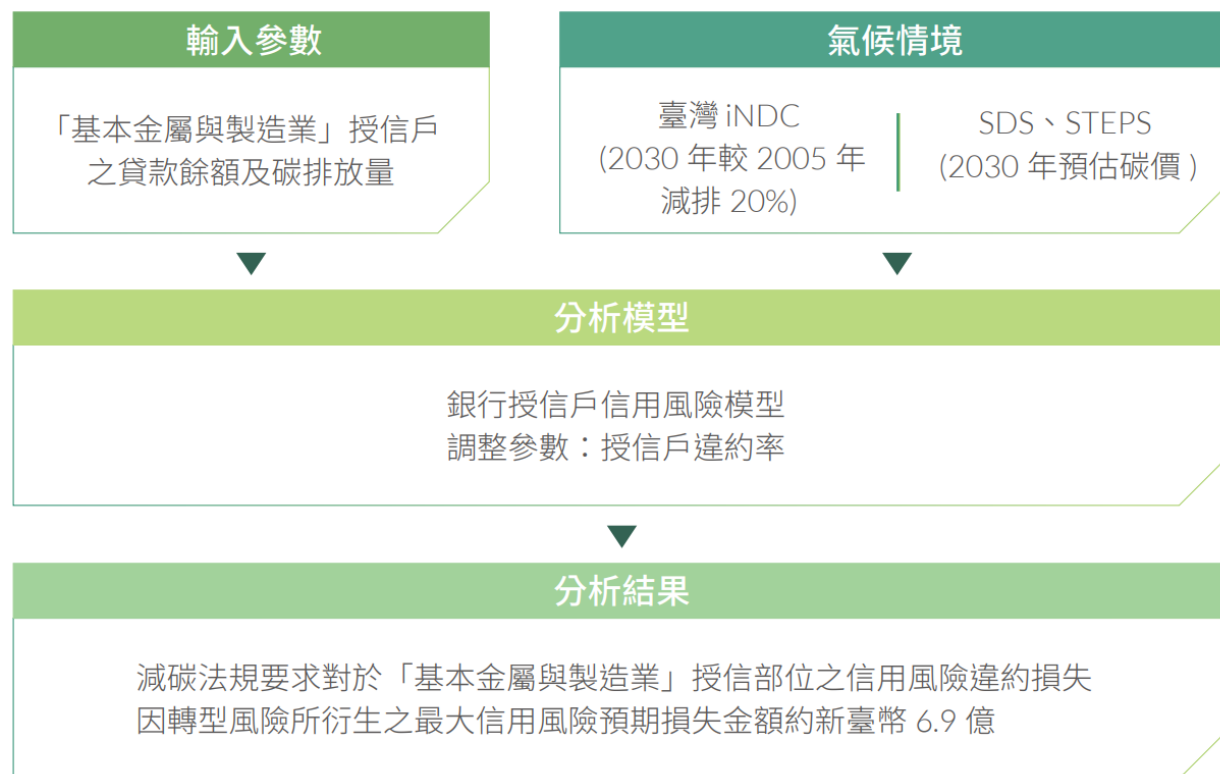 輸入參數
「基本金屬與製造業」授信戶
之貸款餘額及碳排放量
氣候情境
臺灣 iNDC
(2030 年較 2005 年
減排 20%)
SDS、STEPS
(2030 年預估碳價 )
分析模型
銀行授信戶信用風險模型
調整參數：授信戶違約率
分析結果
減碳法規要求對於「基本金屬與製造業」授信部位之信用風險違約損失
因轉型風險所衍生之最大信用風險預期損失金額約新臺幣 6.9 億